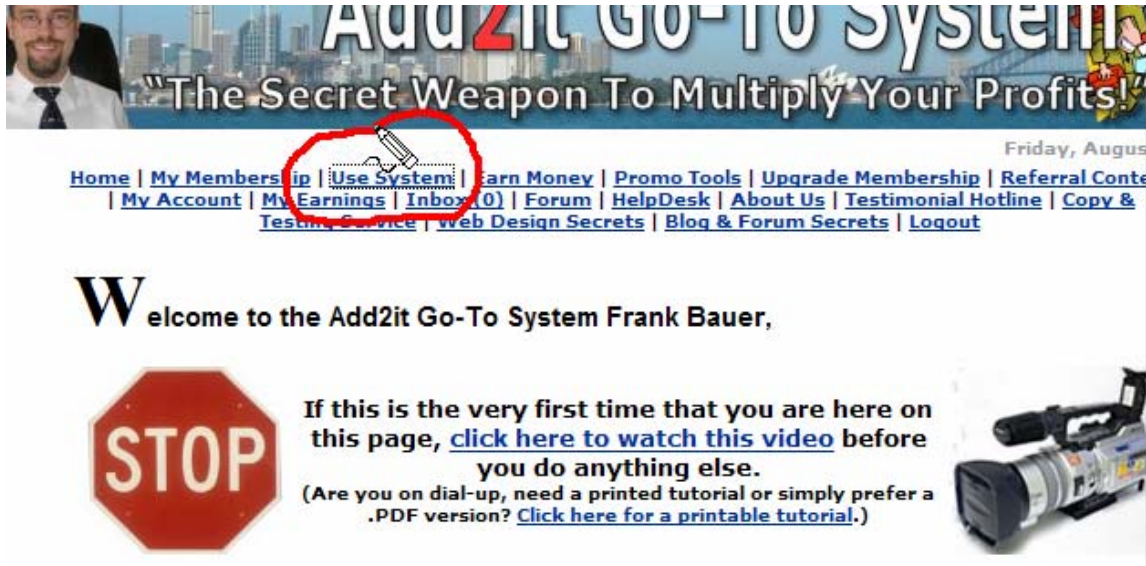 Add2it Go-To System
"The Secret Weapon To Multiply Your Profits!"
Friday, Augus
Home | My Membership | Use System | Earn Money | Promo Tools | Upgrade Membership | Referral Conte
| My Account | My Earnings | Inbox (0) | Forum | HelpDesk | About Us | Testimonial Hotline | Copy &
Testing Service | Web Design Secrets | Blog & Forum Secrets | Logout
Welcome to the Add2it Go-To System Frank Bauer,
STOP
If this is the very first time that you are here on
this page, click here to watch this video before
you do anything else.
(Are you on dial-up, need a printed tutorial or simply prefer a
.PDF version? Click here for a printable tutorial.)